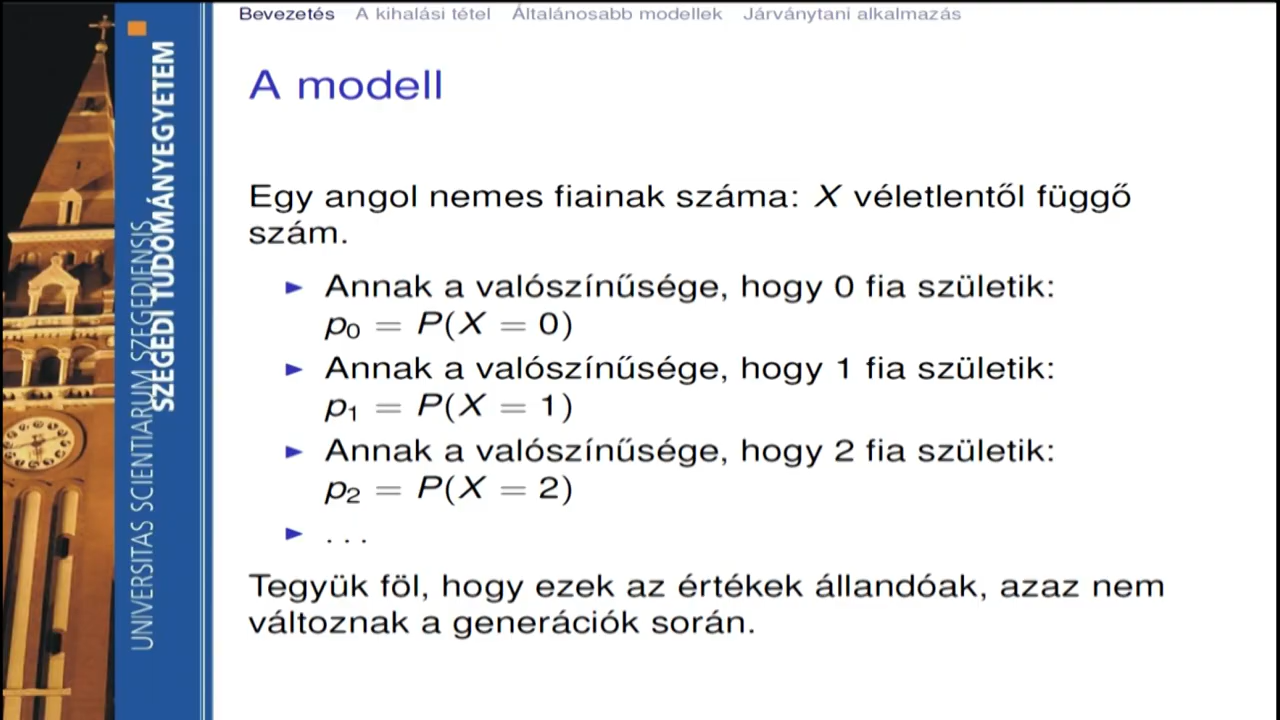 Bevezetés A kihalási tétel Általánosabb modellek Járványtani alkalmazás
A modell
Egy angol nemes fiainak száma: X véletlentől függő
szám.
► Annak a valószínűsége, hogy 0 fia születik:
p₀ = P(X = 0)
► Annak a valószínűsége, hogy 1 fia születik:
p₁ = P(X = 1)
► Annak a valószínűsége, hogy 2 fia születik:
p₂ = P(X = 2)
► . . .
Tegyük föl, hogy ezek az értékek állandóak, azaz nem
változnak a generációk során.
UNIVERSITAS SCIENTIARUM SZEGEDIENSIS
SZEGEDI TUDOMÁNYEGYETEM